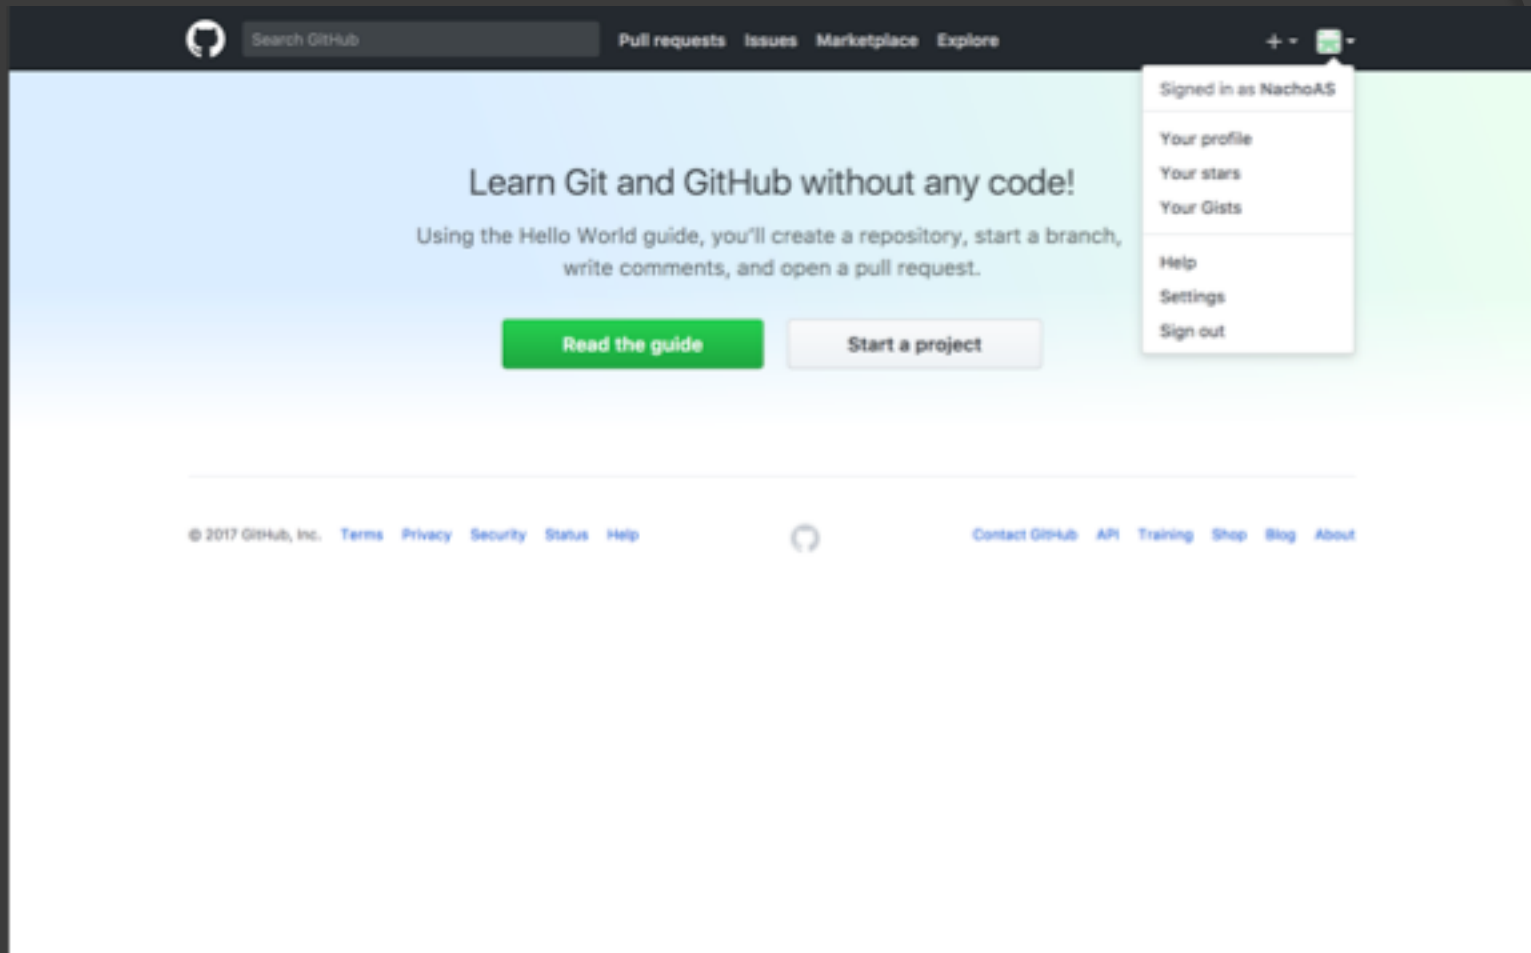 Search GitHub Pull requests Issues Marketplace Explore
Signed in as NachoAS
Your profile
Your stars
Your Gists
Help
Settings
Sign out
Learn Git and GitHub without any code!
Using the Hello World guide, you'll create a repository, start a branch,
write comments, and open a pull request.
Read the guide Start a project
© 2017 GitHub, Inc. Terms Privacy Security Status Help Contact GitHub API Training Shop Blog About